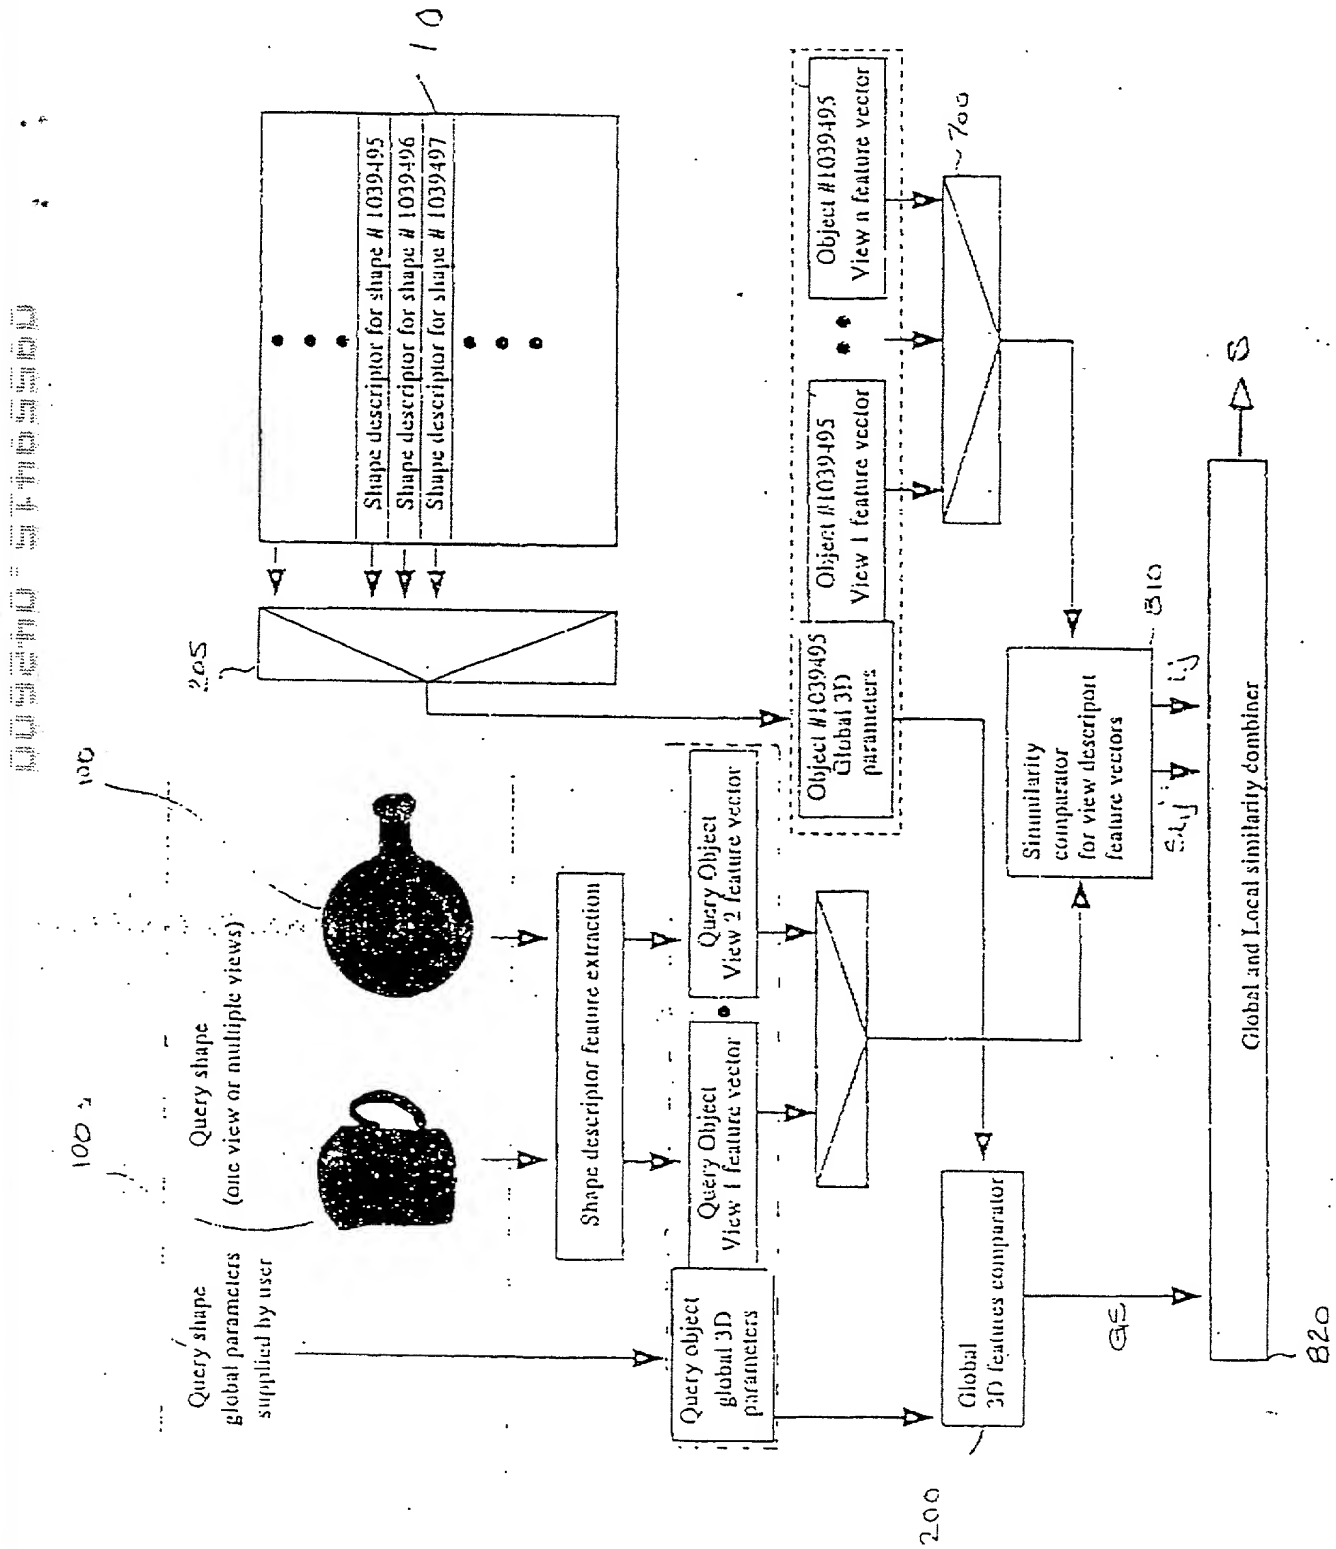 10
Shape descriptor for shape # 1039495
Shape descriptor for shape # 1039496
Shape descriptor for shape # 1039497
205
100
100
Query shape
(one view or multiple views)
Query shape
global parameters
supplied by user
Shape descriptor feature extraction
Query object
global 3D
parameters
Query Object
View 1 feature vector
Query Object
View 2 feature vector
Object #1039495
Global 3D
parameters
Object #1039495
View 1 feature vector
Object #1039495
View n feature vector
700
200
Global
3D features comparator
Sinularity
comparator
for view descriport
feature vectors
810
GS
Global and Local similarity combiner
S
820